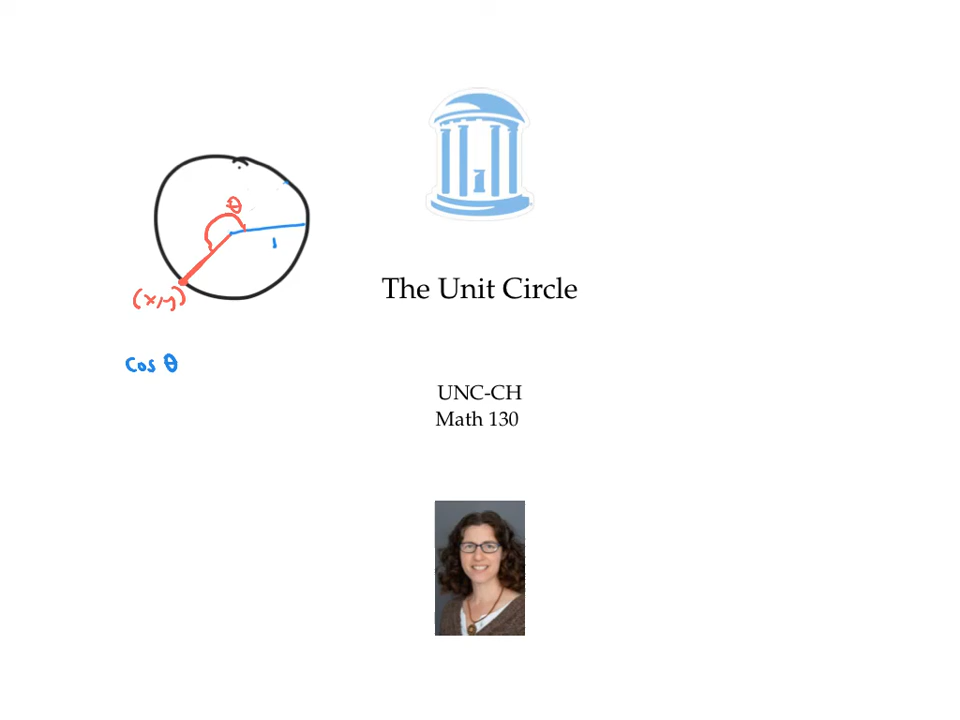 θ
1
(x,y)
The Unit Circle
cos θ
UNC-CH
Math 130